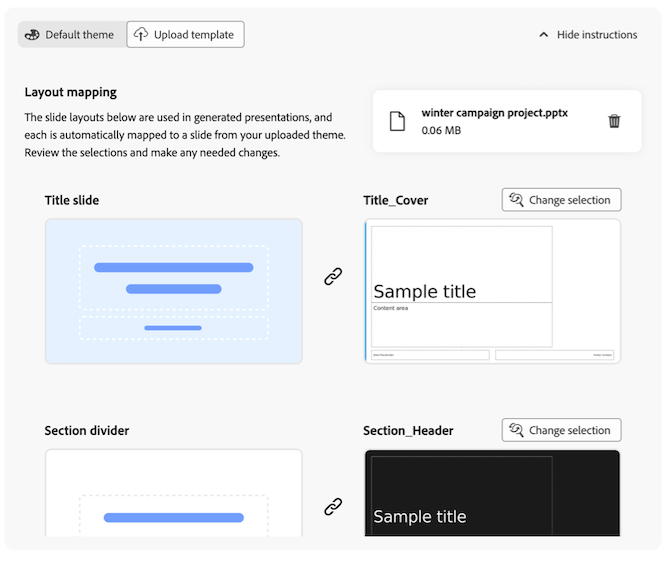 Default theme
Upload template
Hide instructions
Layout mapping
The slide layouts below are used in generated presentations, and
each is automatically mapped to a slide from your uploaded theme.
Review the selections and make any needed changes.
winter campaign project.pptx
0.06 MB
Title slide
Title_Cover
Change selection
Sample title
Content area
Section divider
Section_Header
Change selection
Sample title